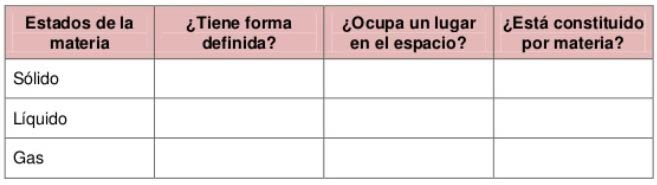 Estados de la materia
¿Tiene forma definida?
¿Ocupa un lugar en el espacio?
¿Está constituido por materia?
Sólido
Líquido
Gas